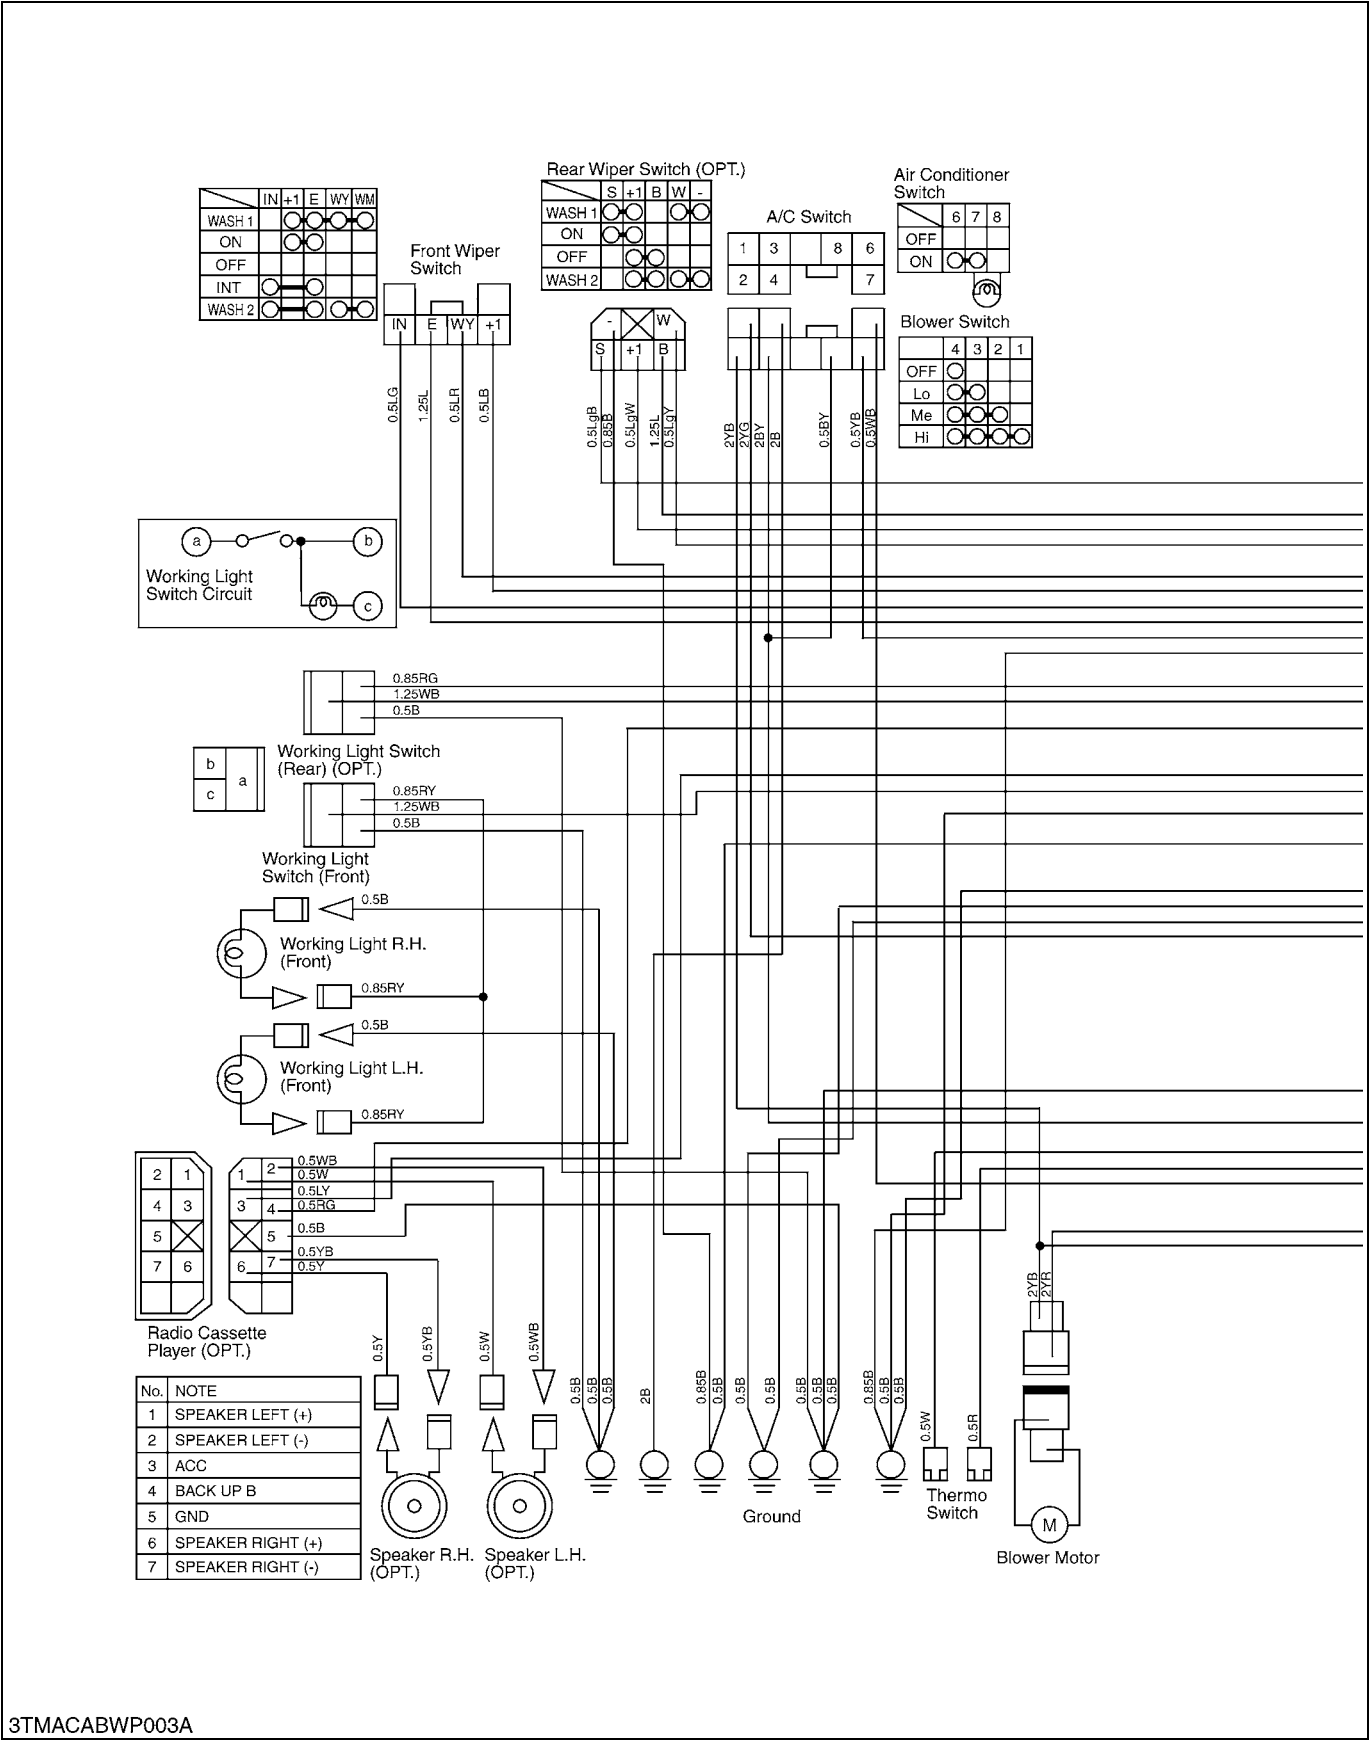 Rear Wiper Switch (OPT.)
S +1 B W -
WASH 1
ON
OFF
WASH 2
Air Conditioner
Switch
6 7 8
OFF
ON
A/C Switch
1 3 8 6
2 4 7
IN +1 E WY WM
WASH 1
ON
OFF
INT
WASH 2
Front Wiper
Switch
IN E WY +1
- W
S +1 B
Blower Switch
4 3 2 1
OFF
Lo
Me
Hi
0.5LG
1.25L
0.5LR
0.5LB
0.5LgB
0.85B
0.5LgW
1.25L
0.5LgY
2YB
2YG
2BY
2B
0.5BY
0.5YB
0.5WB
a b
c
Working Light
Switch Circuit
0.85RG
1.25WB
0.5B
Working Light Switch
(Rear) (OPT.)
b
a
c
0.85RY
1.25WB
0.5B
Working Light
Switch (Front)
0.5B
Working Light R.H.
(Front)
0.85RY
0.5B
Working Light L.H.
(Front)
0.85RY
2 1
4 3
5
7 6
1 2
3 4
5
6 7
0.5WB
0.5W
0.5LY
0.5RG
0.5B
0.5YB
0.5Y
Radio Cassette
Player (OPT.)
2YB
2YR
0.5Y
0.5YB
0.5W
0.5WB
0.5B
0.5B
0.5B
2B
0.85B
0.5B
0.5B
0.5B
0.5B
0.5B
0.85B
0.5B
0.5B
0.5W
0.5R
No. NOTE
1 SPEAKER LEFT (+)
2 SPEAKER LEFT (-)
3 ACC
4 BACK UP B
5 GND
6 SPEAKER RIGHT (+)
7 SPEAKER RIGHT (-)
Speaker R.H.
(OPT.)
Speaker L.H.
(OPT.)
Ground
Thermo
Switch
M
Blower Motor
3TMACABWP003A